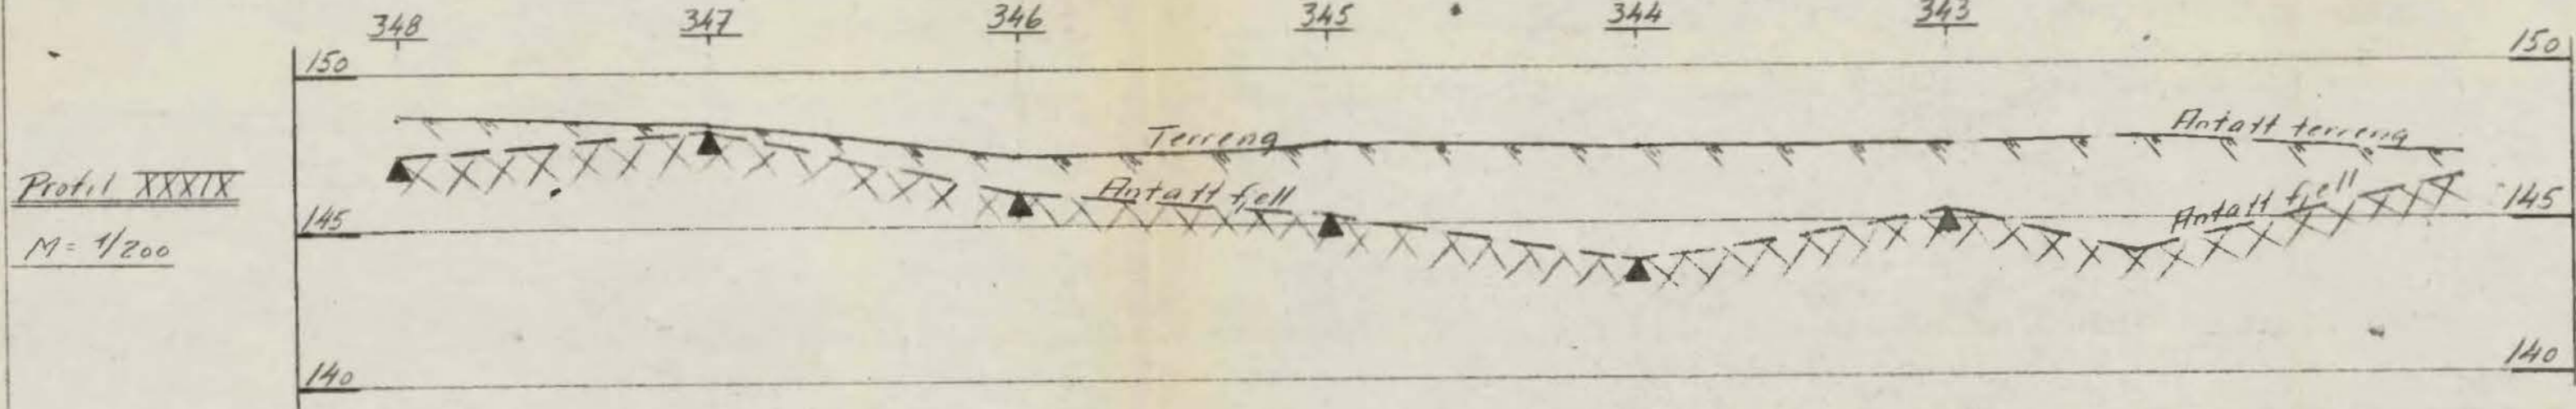 348 347 346 345 344 343
150 150
Terreng Antatt terreng
Profil XXXIX
Antatt fjell Antatt fjell
145 145
M= 1/200
140 140